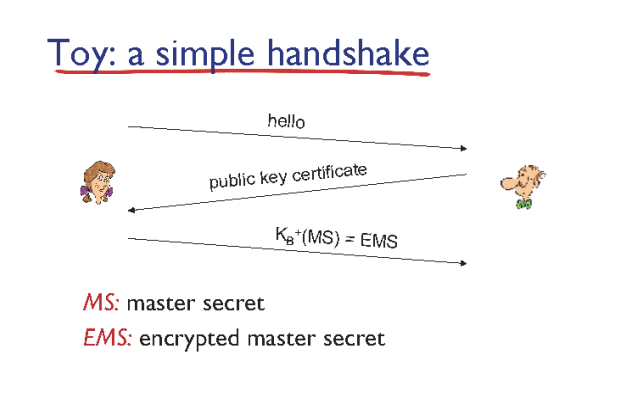 Toy: a simple handshake
hello
public key certificate
K_B⁺(MS) = EMS
MS: master secret
EMS: encrypted master secret